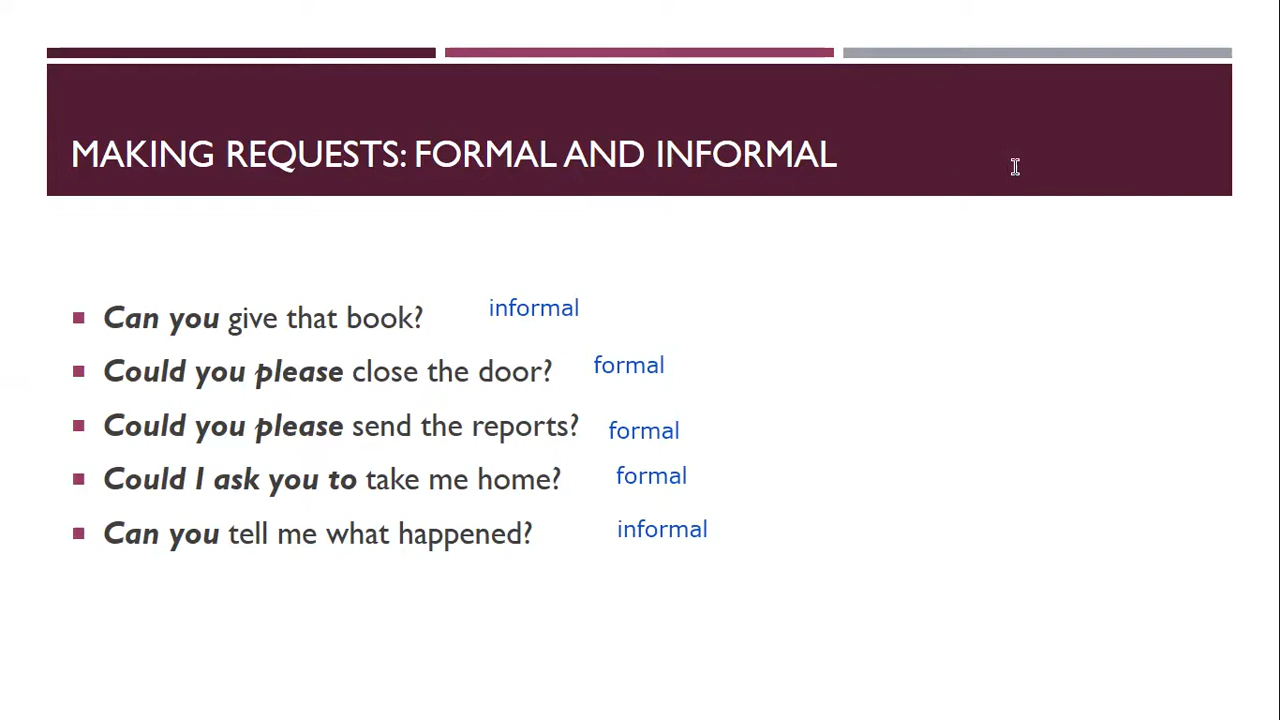 MAKING REQUESTS: FORMAL AND INFORMAL
Can you give that book? informal
Could you please close the door? formal
Could you please send the reports? formal
Could I ask you to take me home? formal
Can you tell me what happened? informal